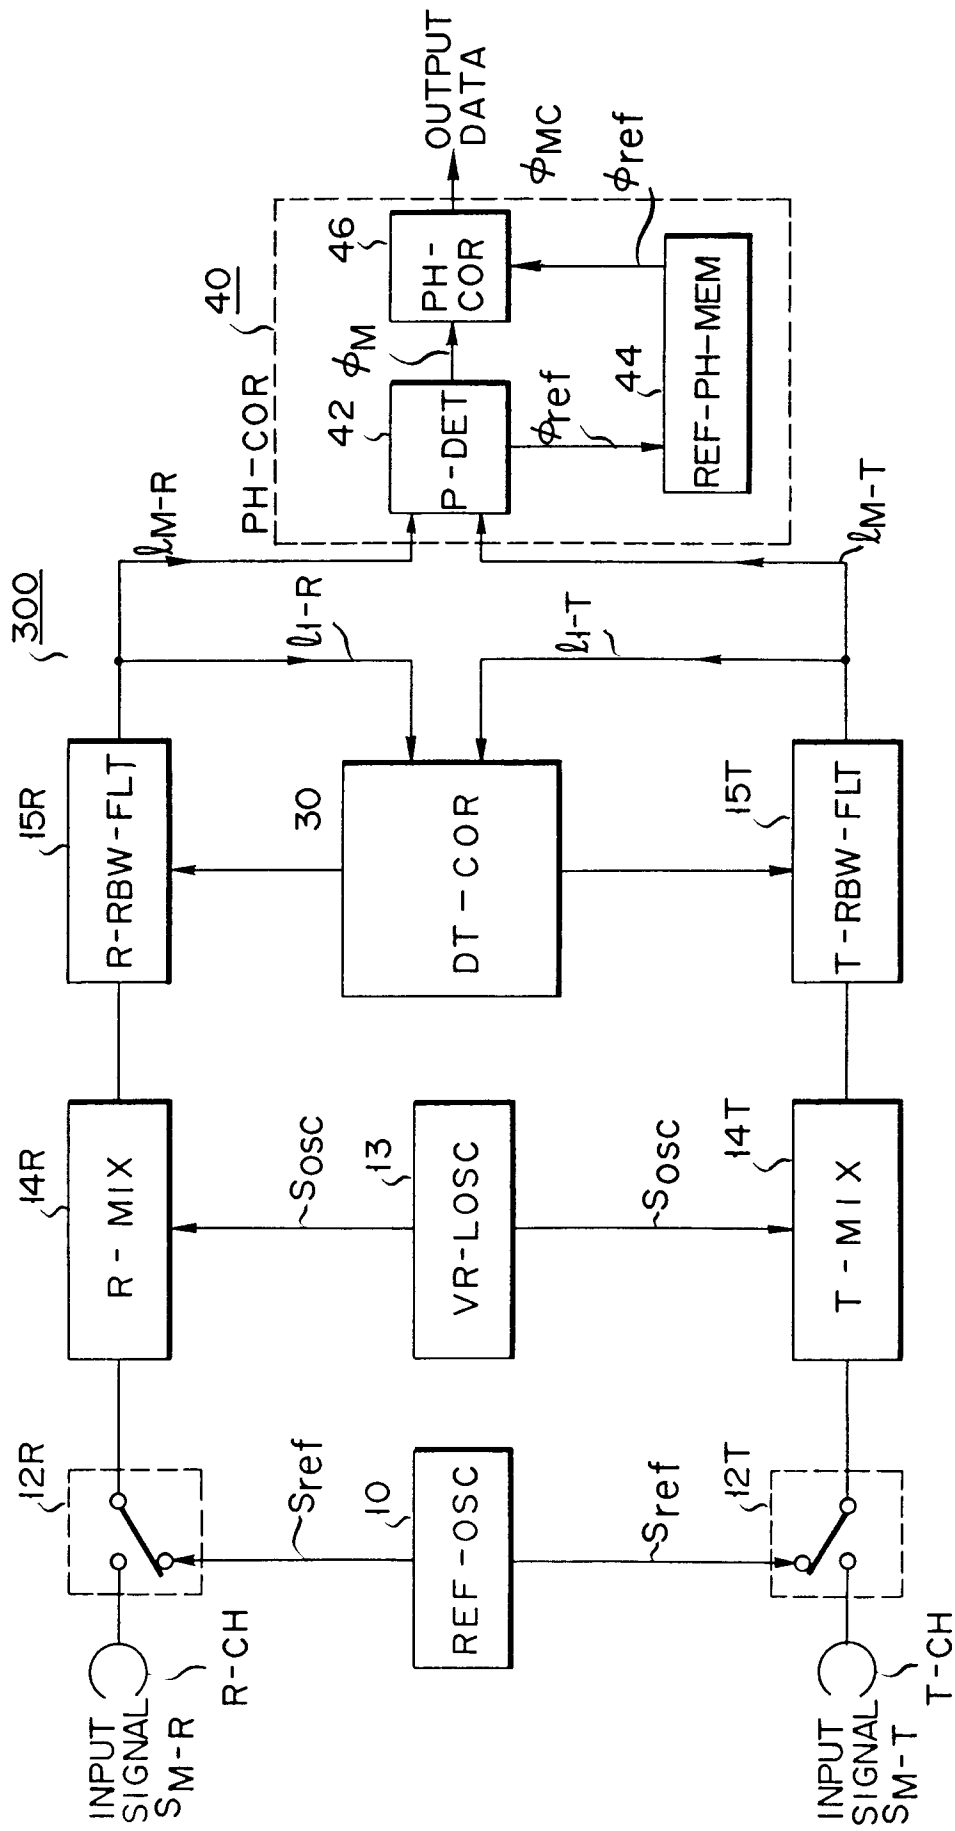 300
INPUT
SIGNAL
SM-R
R-CH
12R
14R
R-MIX
15R
R-RBW-FLT
ℓM-R
ℓ1-R
Sref
10
REF-OSC
Sref
SOSC
13
VR-LOSC
SOSC
30
DT-COR
ℓ1-T
PH-COR
40
42
P-DET
ϕM
46
PH-
COR
OUTPUT
DATA
ϕMC
ϕref
ϕref
44
REF-PH-MEM
INPUT
SIGNAL
SM-T
T-CH
12T
14T
T-MIX
15T
T-RBW-FLT
ℓM-T